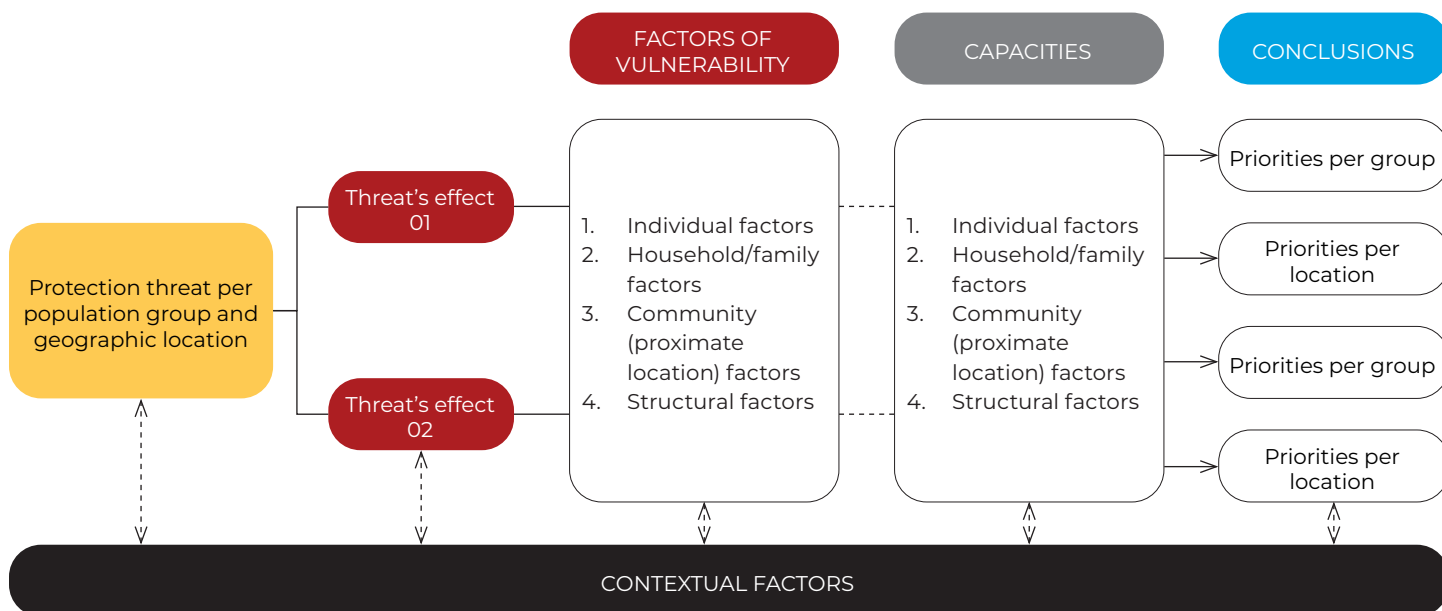 FACTORS OF
VULNERABILITY
CAPACITIES
CONCLUSIONS
Protection threat per
population group and
geographic location
Threat’s effect
01
Threat’s effect
02
1. Individual factors
2. Household/family
factors
3. Community
(proximate
location) factors
4. Structural factors
1. Individual factors
2. Household/family
factors
3. Community
(proximate
location) factors
4. Structural factors
Priorities per group
Priorities per
location
Priorities per group
Priorities per
location
CONTEXTUAL FACTORS